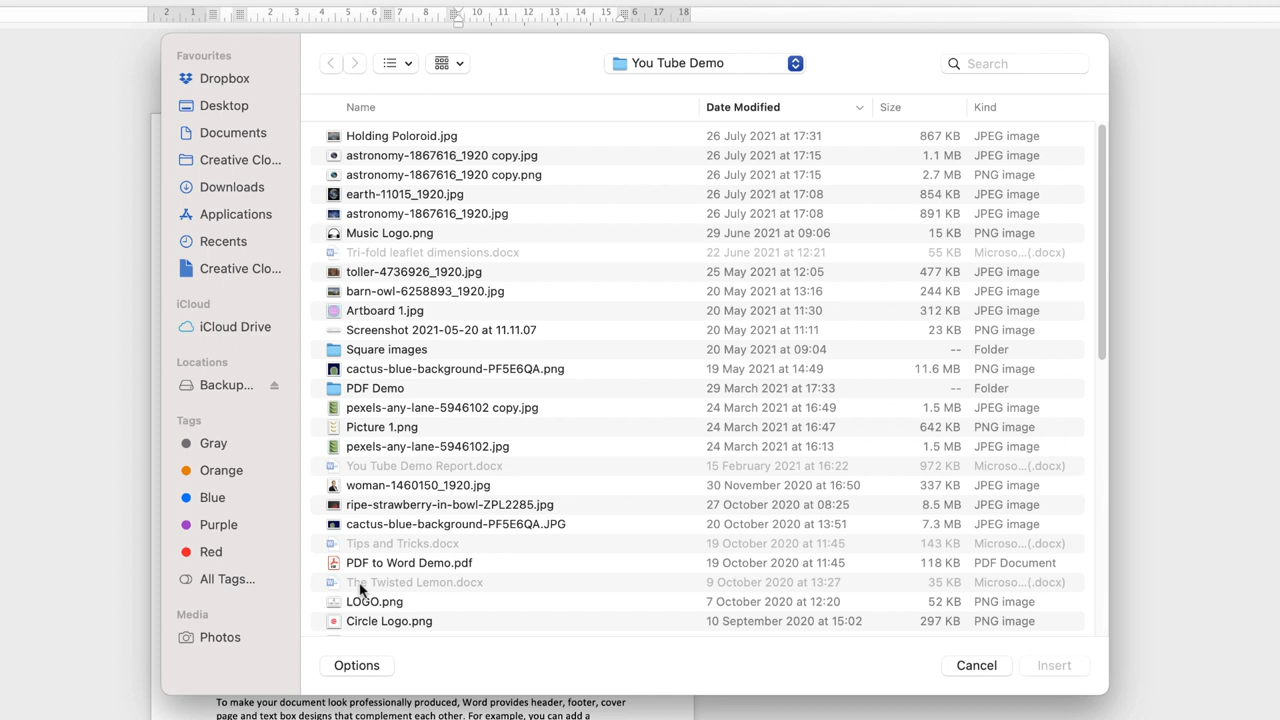 2 1 1 2 3 4 5 6 7 8 9 10 11 12 13 14 15 6 17 18
Favourites
Dropbox
Desktop
Documents
Creative Clo...
Downloads
Applications
Recents
Creative Clo...
iCloud
iCloud Drive
Locations
Backup...
Tags
Gray
Orange
Blue
Purple
Red
All Tags...
Media
Photos
You Tube Demo
Search
Name Date Modified Size Kind
Holding Poloroid.jpg 26 July 2021 at 17:31 867 KB JPEG image
astronomy-1867616_1920 copy.jpg 26 July 2021 at 17:15 1.1 MB JPEG image
astronomy-1867616_1920 copy.png 26 July 2021 at 17:15 2.7 MB PNG image
earth-11015_1920.jpg 26 July 2021 at 17:08 854 KB JPEG image
astronomy-1867616_1920.jpg 26 July 2021 at 17:08 891 KB JPEG image
Music Logo.png 29 June 2021 at 09:06 15 KB PNG image
Tri-fold leaflet dimensions.docx 22 June 2021 at 12:21 55 KB Microso...(.docx)
toller-4736926_1920.jpg 25 May 2021 at 12:05 477 KB JPEG image
barn-owl-6258893_1920.jpg 20 May 2021 at 13:16 244 KB JPEG image
Artboard 1.jpg 20 May 2021 at 11:30 312 KB JPEG image
Screenshot 2021-05-20 at 11.11.07 20 May 2021 at 11:11 23 KB PNG image
Square images 20 May 2021 at 09:04 -- Folder
cactus-blue-background-PF5E6QA.png 19 May 2021 at 14:49 11.6 MB PNG image
PDF Demo 29 March 2021 at 17:33 -- Folder
pexels-any-lane-5946102 copy.jpg 24 March 2021 at 16:49 1.5 MB JPEG image
Picture 1.png 24 March 2021 at 16:47 642 KB PNG image
pexels-any-lane-5946102.jpg 24 March 2021 at 16:13 1.5 MB JPEG image
You Tube Demo Report.docx 15 February 2021 at 16:22 972 KB Microso...(.docx)
woman-1460150_1920.jpg 30 November 2020 at 16:50 337 KB JPEG image
ripe-strawberry-in-bowl-ZPL2285.jpg 27 October 2020 at 08:25 8.5 MB JPEG image
cactus-blue-background-PF5E6QA.JPG 20 October 2020 at 13:51 7.3 MB JPEG image
Tips and Tricks.docx 19 October 2020 at 11:45 143 KB Microso...(.docx)
PDF to Word Demo.pdf 19 October 2020 at 11:45 118 KB PDF Document
The Twisted Lemon.docx 9 October 2020 at 13:27 35 KB Microso...(.docx)
LOGO.png 7 October 2020 at 12:20 52 KB PNG image
Circle Logo.png 10 September 2020 at 15:02 297 KB PNG image
Options Cancel Insert
To make your document look professionally produced, Word provides header, footer, cover
page and text box designs that complement each other. For example, you can add a